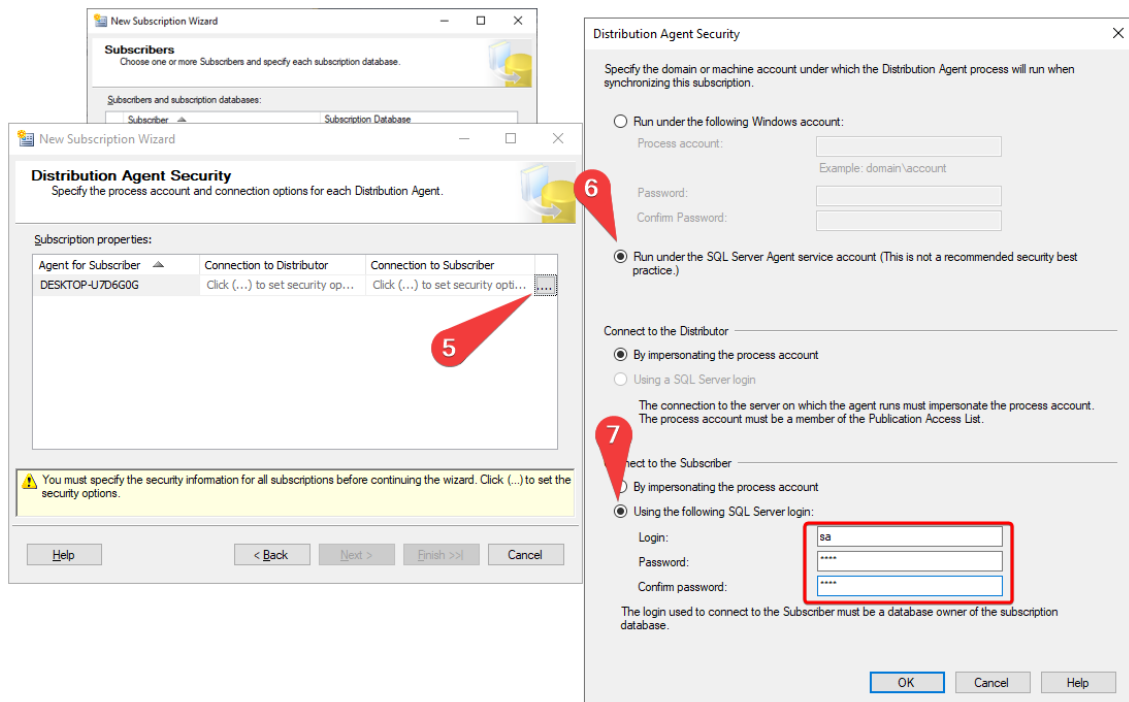 New Subscription Wizard
Subscribers
Choose one or more Subscribers and specify each subscription database.
Subscribers and subscription databases:
Subscriber
Subscription Database
New Subscription Wizard
Distribution Agent Security
Specify the process account and connection options for each Distribution Agent.
Subscription properties:
Agent for Subscriber
Connection to Distributor
Connection to Subscriber
DESKTOP-U7D6G0G
Click (...) to set security op...
Click (...) to set security opti...
....
5
You must specify the security information for all subscriptions before continuing the wizard. Click (...) to set the
security options.
Help
< Back
Next >
Finish >>|
Cancel
Distribution Agent Security
Specify the domain or machine account under which the Distribution Agent process will run when
synchronizing this subscription.
Run under the following Windows account:
Process account:
Example: domain\account
Password:
Confirm Password:
6
Run under the SQL Server Agent service account (This is not a recommended security best
practice.)
Connect to the Distributor
By impersonating the process account
Using a SQL Server login
The connection to the server on which the agent runs must impersonate the process account.
The process account must be a member of the Publication Access List.
7
nect to the Subscriber
By impersonating the process account
Using the following SQL Server login:
Login:
sa
Password:
****
Confirm password:
****
The login used to connect to the Subscriber must be a database owner of the subscription
database.
OK
Cancel
Help